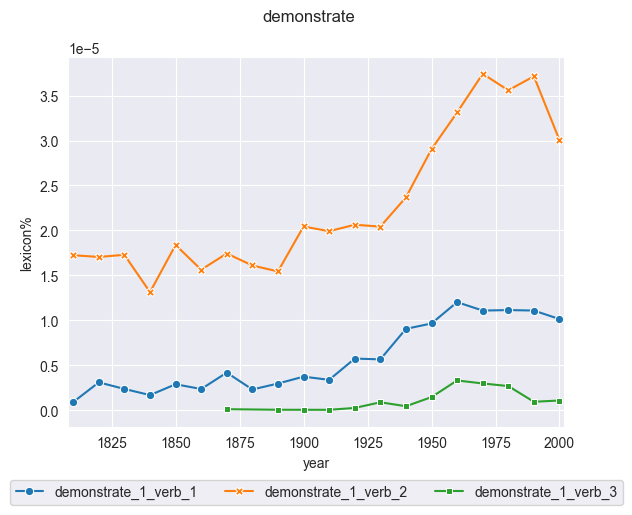 demonstrate
1e−5
3.5
3.0
2.5
2.0
1.5
1.0
0.5
0.0
lexicon%
1825 1850 1875 1900 1925 1950 1975 2000
year
demonstrate_1_verb_1 demonstrate_1_verb_2 demonstrate_1_verb_3